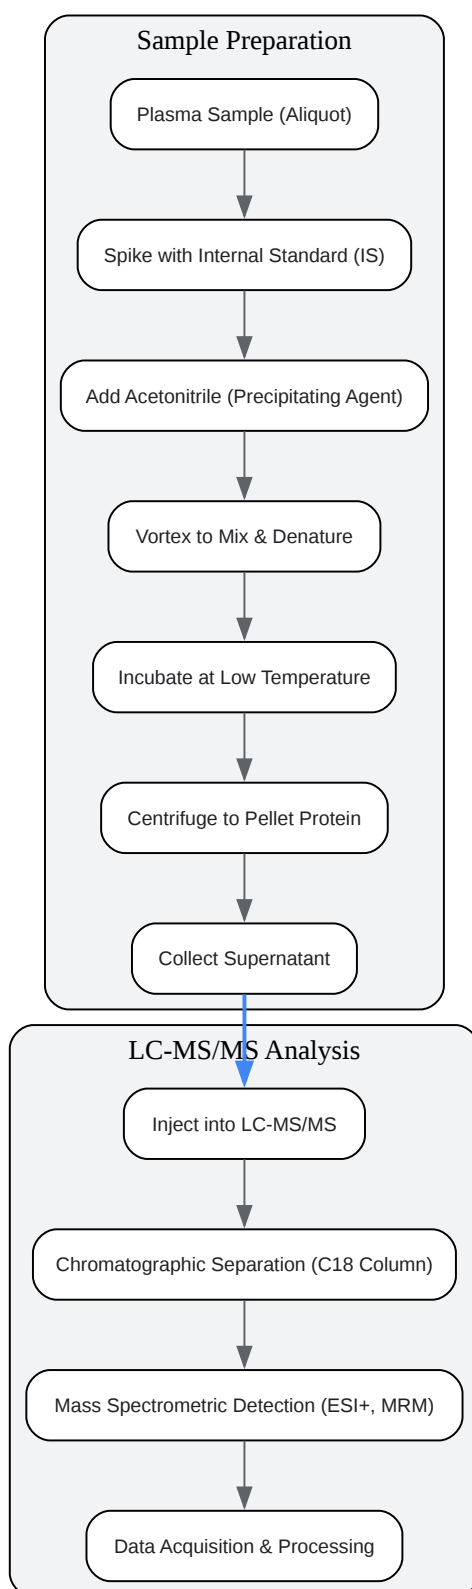 Sample Preparation
Plasma Sample (Aliquot)
Spike with Internal Standard (IS)
Add Acetonitrile (Precipitating Agent)
Vortex to Mix & Denature
Incubate at Low Temperature
Centrifuge to Pellet Protein
Collect Supernatant
LC-MS/MS Analysis
Inject into LC-MS/MS
Chromatographic Separation (C18 Column)
Mass Spectrometric Detection (ESI+, MRM)
Data Acquisition & Processing